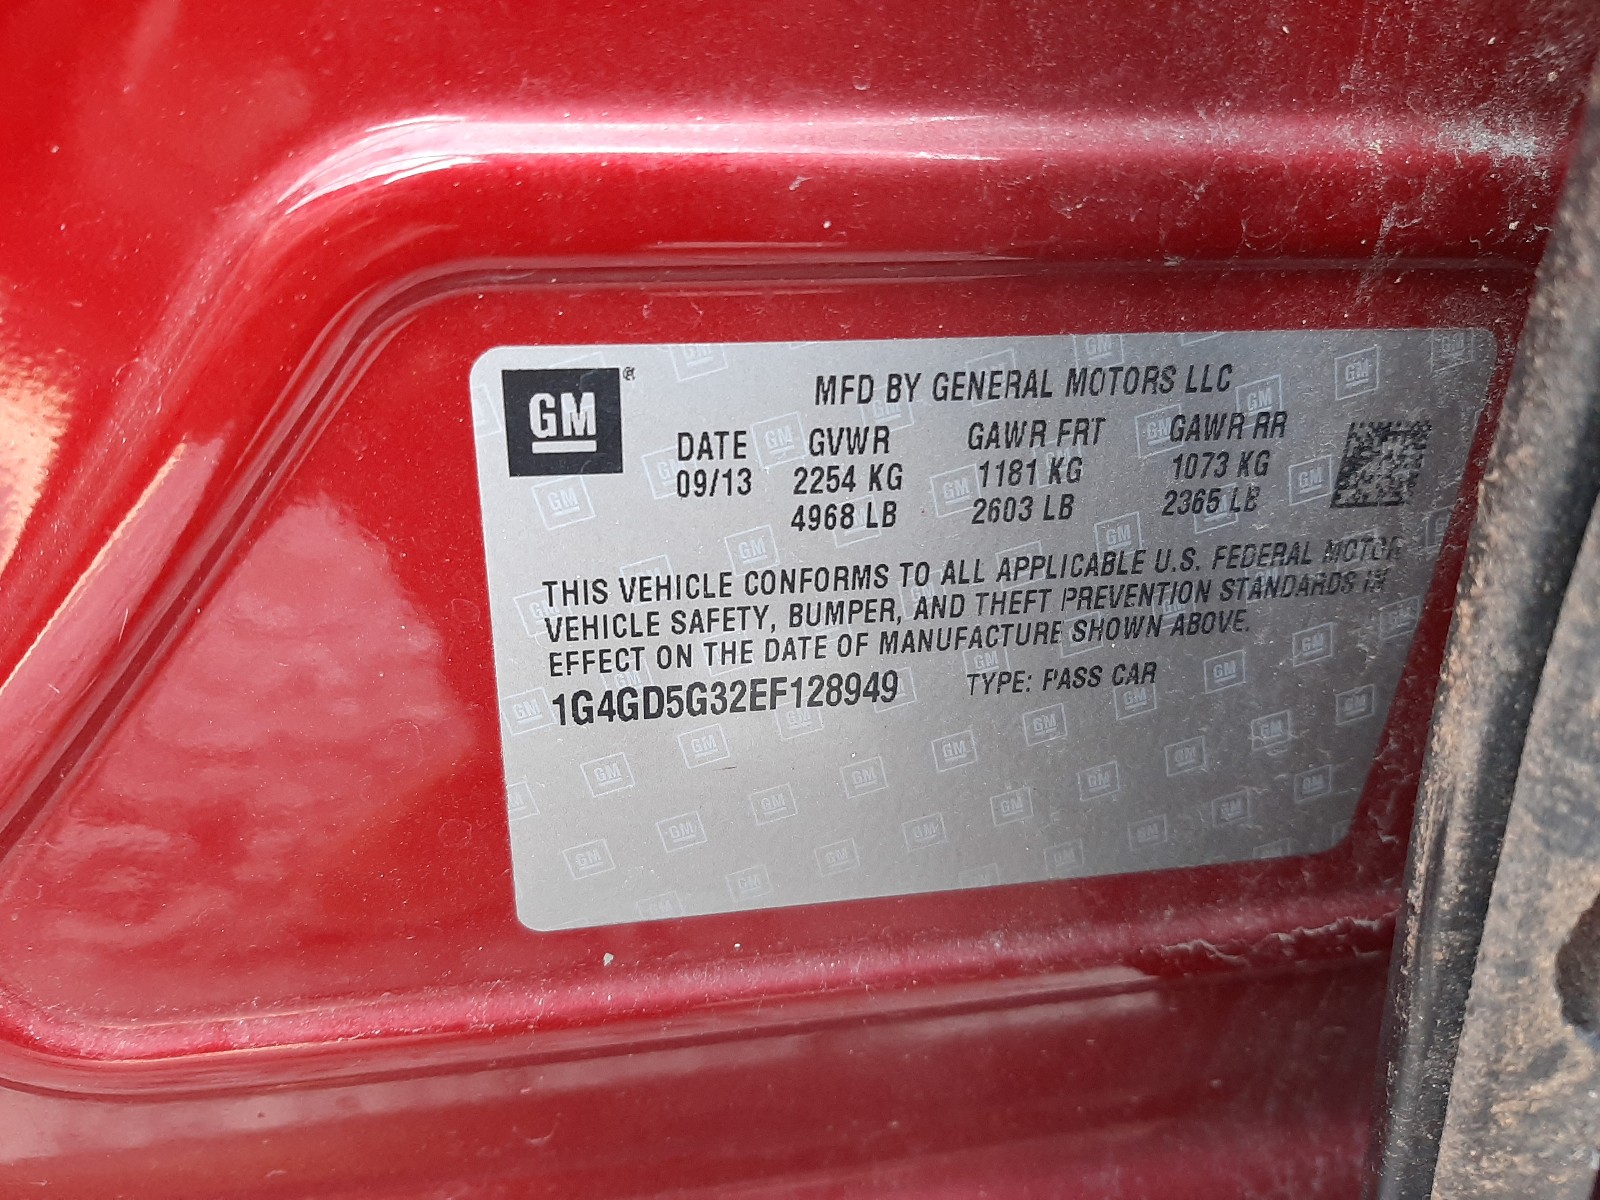 GM ®
MFD BY GENERAL MOTORS LLC
DATE GVWR GAWR FRT GAWR RR
09/13 2254 KG 1181 KG 1073 KG
4968 LB 2603 LB 2365 LB
THIS VEHICLE CONFORMS TO ALL APPLICABLE U.S. FEDERAL MOTOR
VEHICLE SAFETY, BUMPER, AND THEFT PREVENTION STANDARDS IN
EFFECT ON THE DATE OF MANUFACTURE SHOWN ABOVE.
1G4GD5G32EF128949 TYPE: PASS CAR